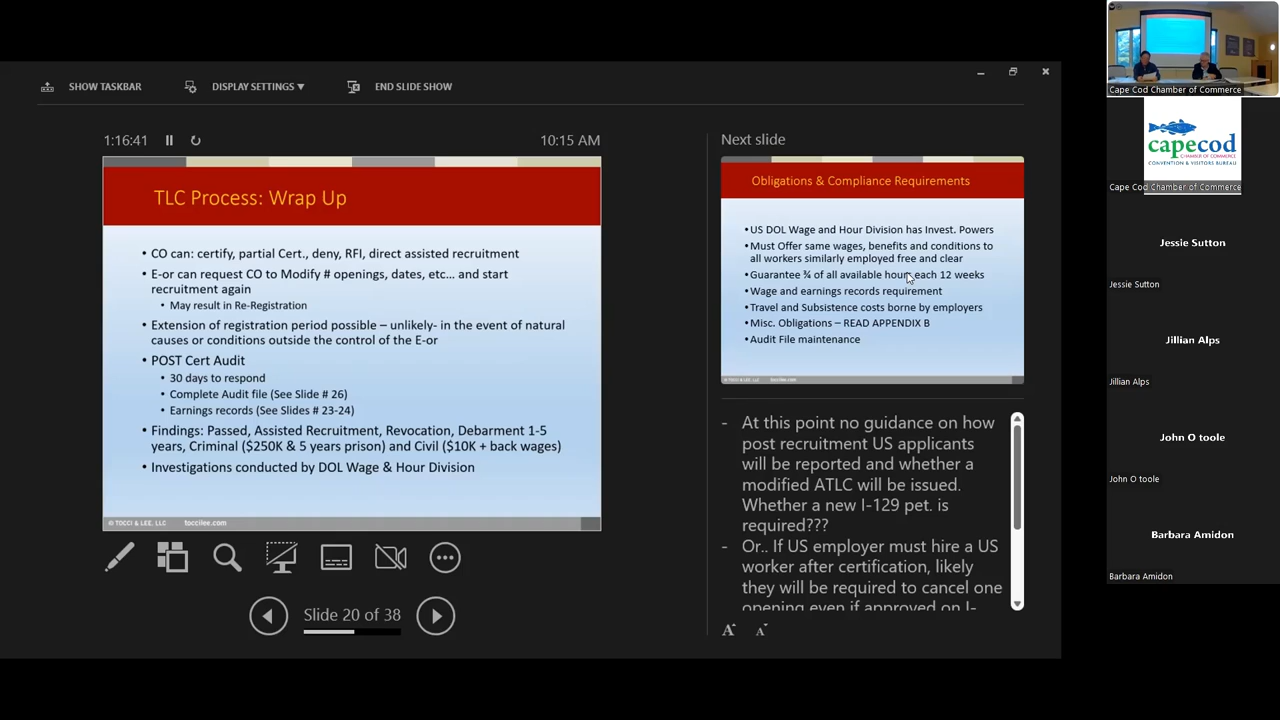 SHOW TASKBAR
DISPLAY SETTINGS ▾
END SLIDE SHOW
1:16:41
10:15 AM
TLC Process: Wrap Up
• CO can: certify, partial Cert., deny, RFI, direct assisted recruitment
• E-or can request CO to Modify # openings, dates, etc... and start
recruitment again
• May result in Re-Registration
• Extension of registration period possible – unlikely- in the event of natural
causes or conditions outside the control of the E-or
• POST Cert Audit
• 30 days to respond
• Complete Audit file (See Slide # 26)
• Earnings records (See Slides # 23-24)
• Findings: Passed, Assisted Recruitment, Revocation, Debarment 1-5
years, Criminal ($250K & 5 years prison) and Civil ($10K + back wages)
• Investigations conducted by DOL Wage & Hour Division
© TOCCI & LEE, LLC toccilee.com
Slide 20 of 38
Next slide
Obligations & Compliance Requirements
• US DOL Wage and Hour Division has Invest. Powers
• Must Offer same wages, benefits and conditions to
all workers similarly employed free and clear
• Guarantee ¾ of all available hours each 12 weeks
• Wage and earnings records requirement
• Travel and Subsistence costs borne by employers
• Misc. Obligations – READ APPENDIX B
• Audit File maintenance
© TOCCI & LEE, LLC toccilee.com
- At this point no guidance on how
post recruitment US applicants
will be reported and whether a
modified ATLC will be issued.
Whether a new I-129 pet. is
required???
- Or.. If US employer must hire a US
worker after certification, likely
they will be required to cancel one
opening even if approved on I-
A
A
Cape Cod Chamber of Commerce
capecod
CHAMBER OF COMMERCE
CONVENTION & VISITORS BUREAU
Cape Cod Chamber of Commerce
Jessie Sutton
Jessie Sutton
Jillian Alps
Jillian Alps
John O toole
John O toole
Barbara Amidon
Barbara Amidon